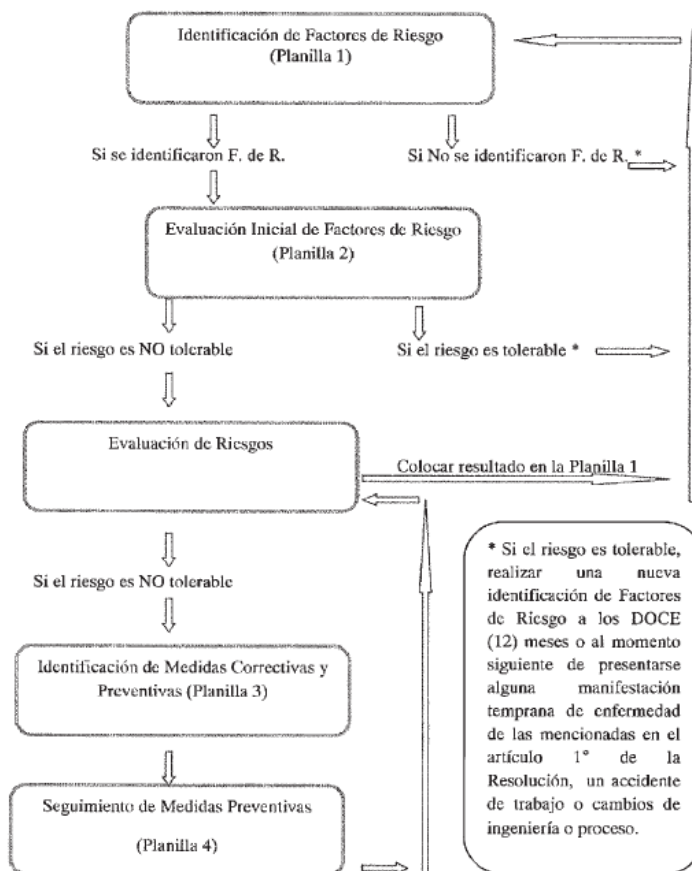 Identificación de Factores de Riesgo
(Planilla 1)
Si se identificaron F. de R.
Si No se identificaron F. de R. *
Evaluación Inicial de Factores de Riesgo
(Planilla 2)
Si el riesgo es NO tolerable
Si el riesgo es tolerable *
Evaluación de Riesgos
Colocar resultado en la Planilla 1
Si el riesgo es NO tolerable
Identificación de Medidas Correctivas y
Preventivas (Planilla 3)
Seguimiento de Medidas Preventivas
(Planilla 4)
* Si el riesgo es tolerable,
realizar una nueva
identificación de Factores
de Riesgo a los DOCE
(12) meses o al momento
siguiente de presentarse
alguna manifestación
temprana de enfermedad
de las mencionadas en el
artículo 1° de la
Resolución, un accidente
de trabajo o cambios de
ingeniería o proceso.